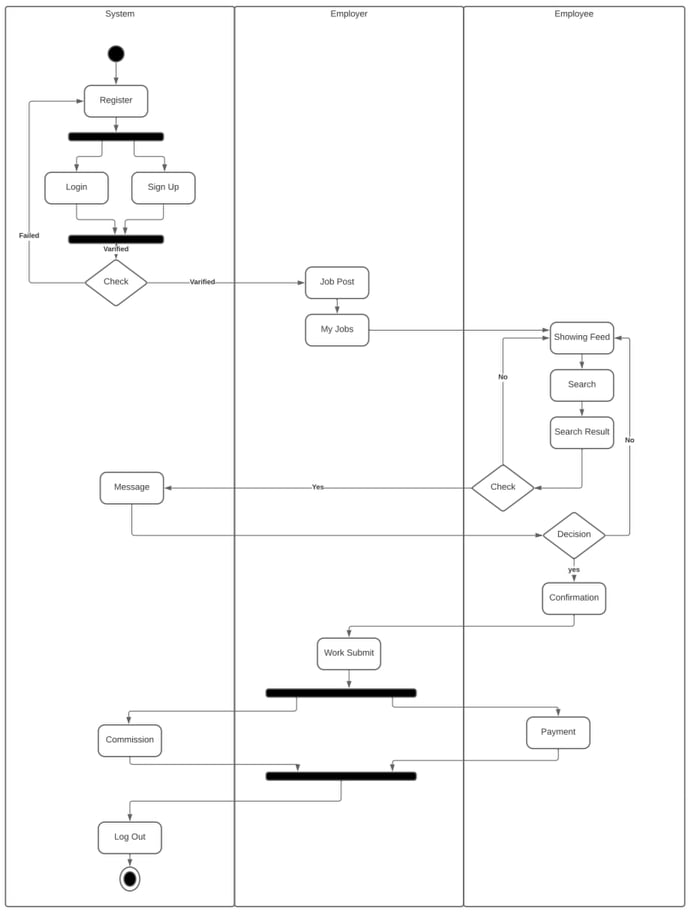 System
Employer
Employee
Register
Login
Sign Up
Failed
Varified
Check
Varified
Job Post
My Jobs
Showing Feed
No
Search
Search Result
No
Message
Yes
Check
Decision
yes
Confirmation
Work Submit
Commission
Payment
Log Out